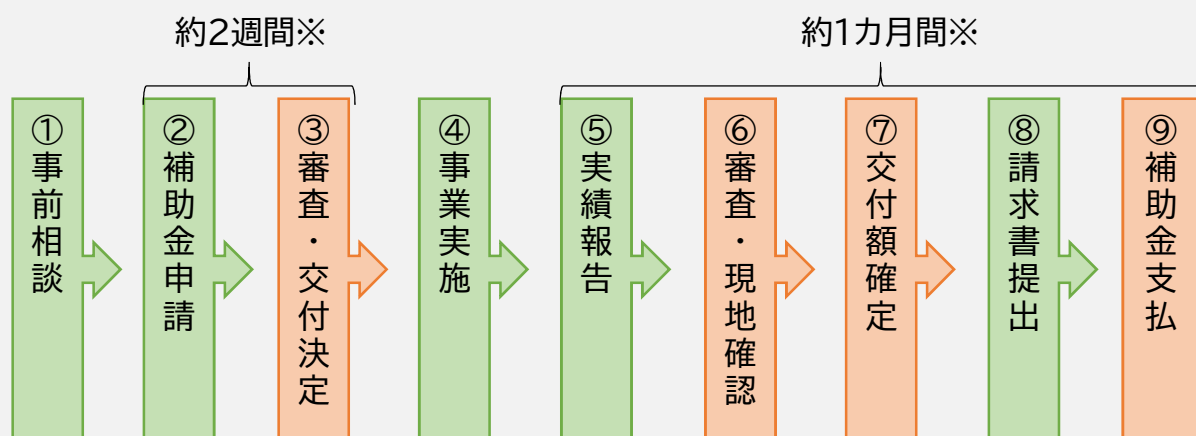 約2週間※
約1カ月間※
①事前相談
②補助金申請
③審査・交付決定
④事業実施
⑤実績報告
⑥審査・現地確認
⑦交付額確定
⑧請求書提出
⑨補助金支払